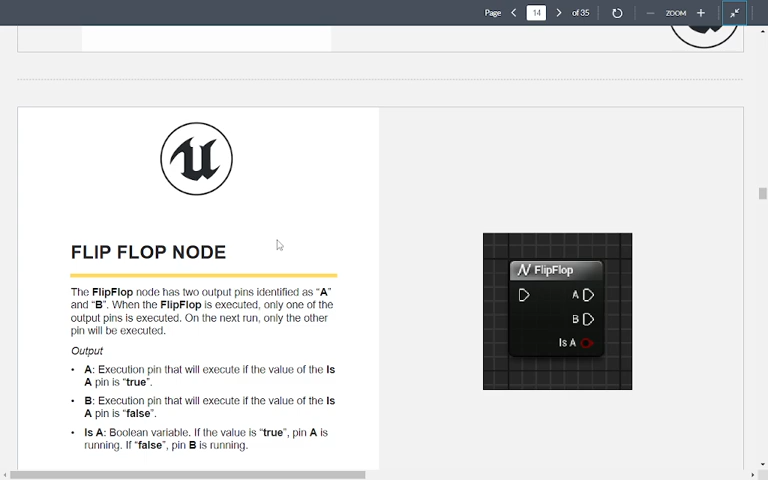 Page 14 of 35 ZOOM
FLIP FLOP NODE
The FlipFlop node has two output pins identified as “A”
and “B”. When the FlipFlop is executed, only one of the
output pins is executed. On the next run, only the other
pin will be executed.
Output
• A: Execution pin that will execute if the value of the Is
A pin is “true”.
• B: Execution pin that will execute if the value of the Is
A pin is “false”.
• Is A: Boolean variable. If the value is “true”, pin A is
running. If “false”, pin B is running.
FlipFlop
A
B
Is A